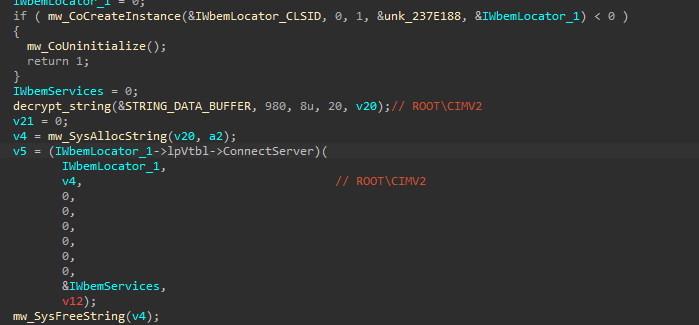 IWbemLocator_1 = 0;
if ( mw_CoCreateInstance(&IWbemLocator_CLSID, 0, 1, &unk_237E188, &IWbemLocator_1) < 0 )
{
mw_CoUninitialize();
return 1;
}
IWbemServices = 0;
decrypt_string(&STRING_DATA_BUFFER, 980, 8u, 20, v20);// ROOT\CIMV2
v21 = 0;
v4 = mw_SysAllocString(v20, a2);
v5 = (IWbemLocator_1->lpVtbl->ConnectServer)(
IWbemLocator_1,
v4, // ROOT\CIMV2
0,
0,
0,
0,
0,
0,
&IWbemServices,
v12);
mw_SysFreeString(v4);